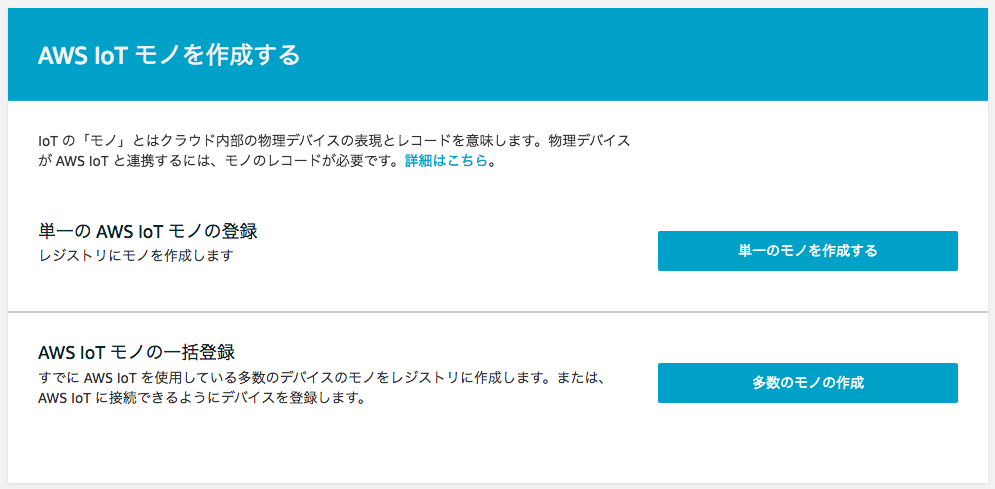 AWS IoT モノを作成する
IoT の「モノ」とはクラウド内部の物理デバイスの表現とレコードを意味します。物理デバイス
が AWS IoT と連携するには、モノのレコードが必要です。詳細はこちら。
単一の AWS IoT モノの登録
レジストリにモノを作成します
単一のモノを作成する
AWS IoT モノの一括登録
すでに AWS IoT を使用している多数のデバイスのモノをレジストリに作成します。または、
AWS IoT に接続できるようにデバイスを登録します。
多数のモノの作成